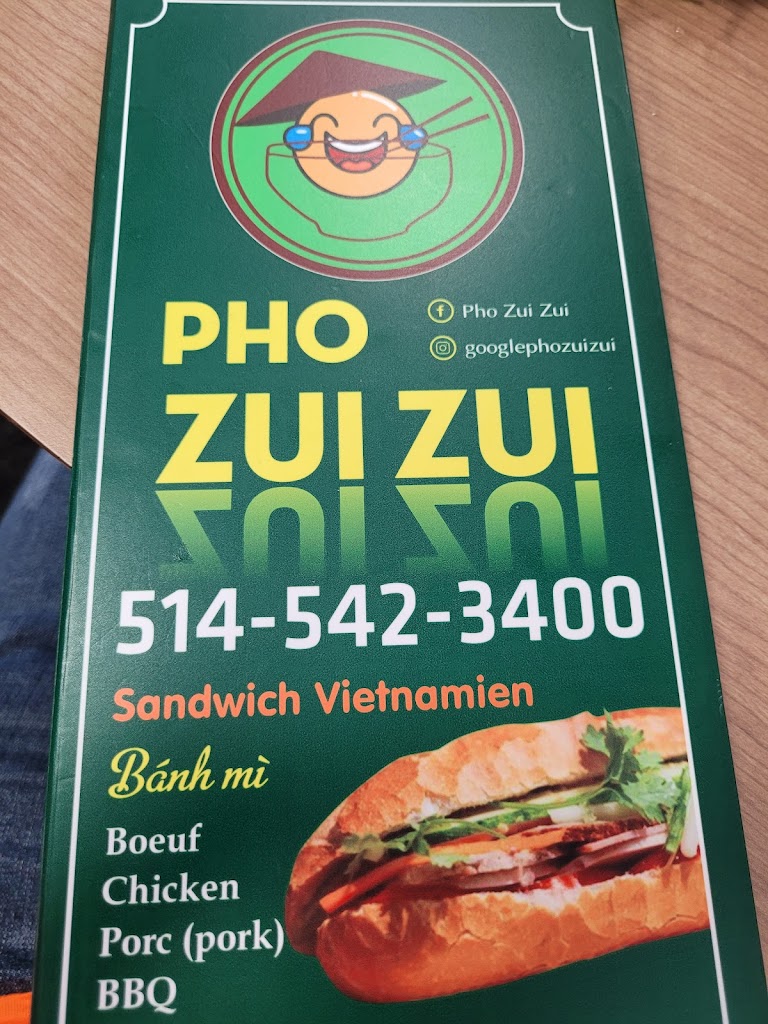 PHO
Pho Zui Zui
googlephozuizui
ZUI ZUI
514-542-3400
Sandwich Vietnamien
Bánh mì
Boeuf
Chicken
Porc (pork)
BBQ